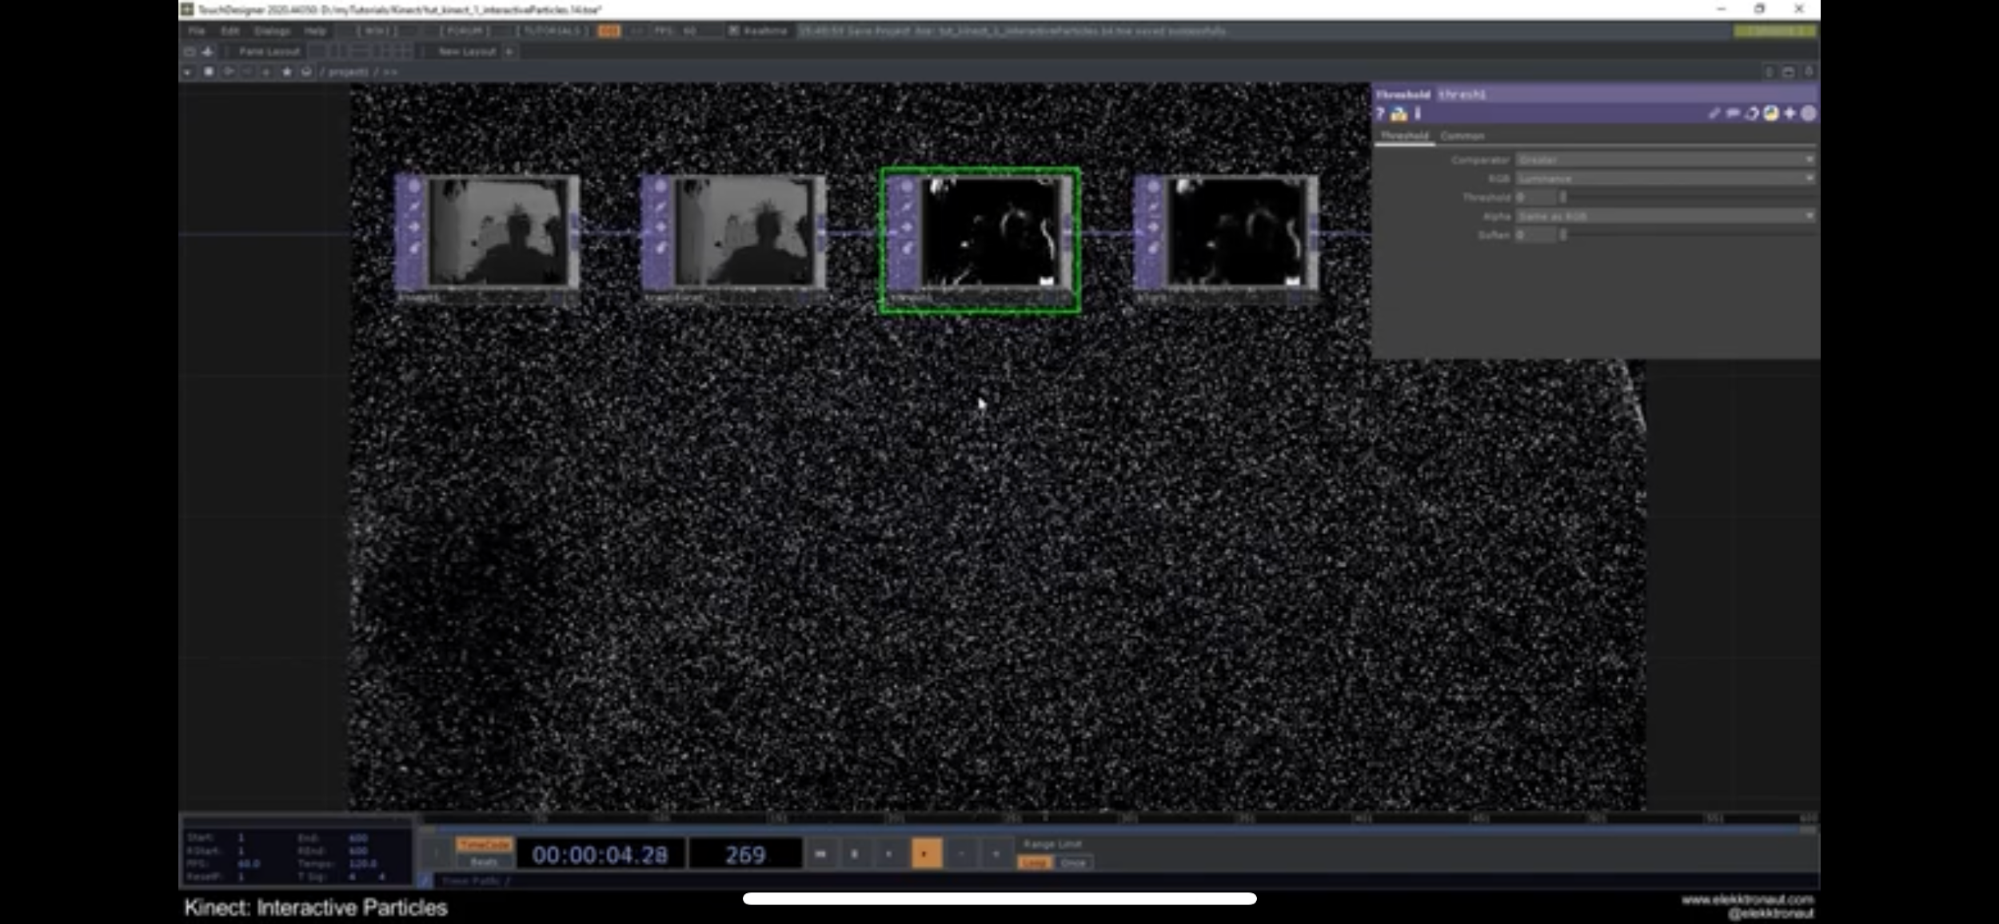 TouchDesigner 2020.44130: D:/myTutorials/Kinect/tut_kinect_1_interactiveParticles.14.toe*
File Edit Dialogs Help [ WIKI ] [ FORUM ] [ TUTORIALS ] FPS: 60 Realtime
Pane Layout New Layout +
/ project1 / >>
Threshold thresh1
Threshold Common
Comparator Greater
RGB Luminance
Threshold 0
Alpha Same as RGB
Soften 0
Start: 1 End: 600
RStart: 1 REnd: 600
FPS: 60.0 Tempo: 120.0
ResetF: 1 T Sig: 4 4
TimeCode
Beats
00:00:04.28
269
Range Limit
Loop Once
Time Path: /
Kinect: Interactive Particles
www.elekktronaut.com
@elekktronaut